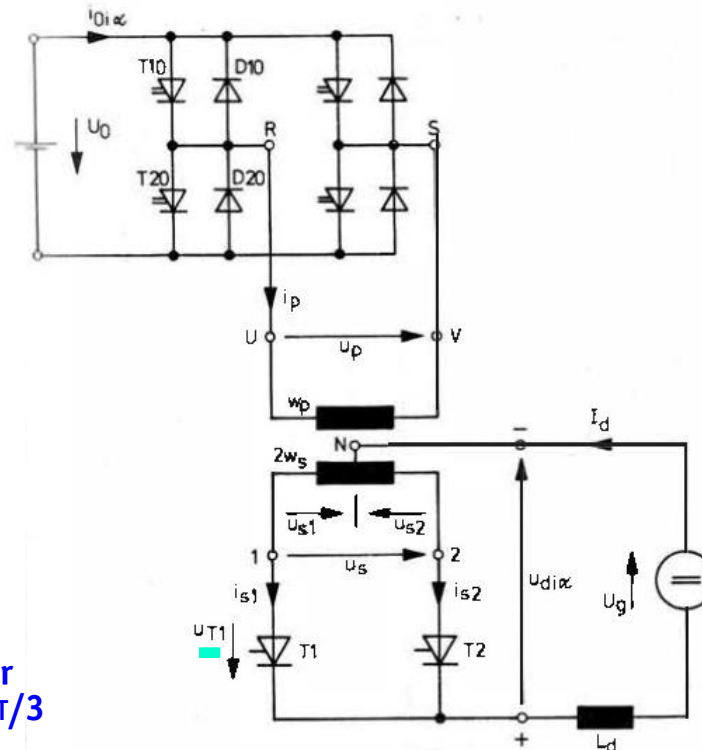 i0iα
T10 D10
U0
R S
T20 D20
ip
U up V
wp
N − Id
2ws
us1 us2
1 us 2
is1 is2 udiα Ug
uT1 T1 T2
r
T/3
+ Ld